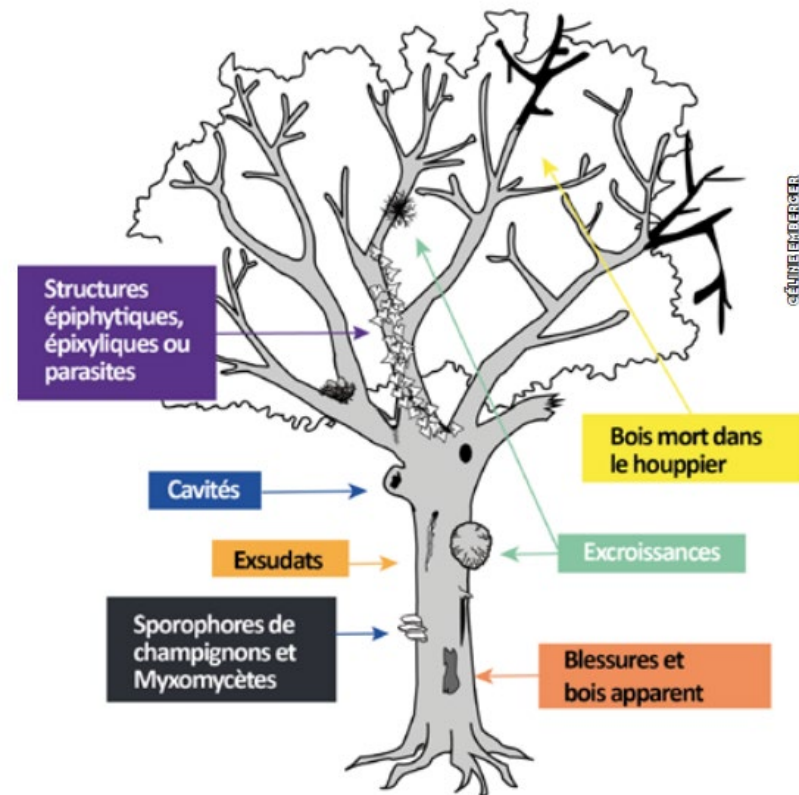 CÉLINE EMBERGER
Structures
épiphytiques,
épixyliques ou
parasites
Bois mort dans
le houppier
Cavités
Exsudats
Excroissances
Sporophores de
champignons et
Myxomycètes
Blessures et
bois apparent